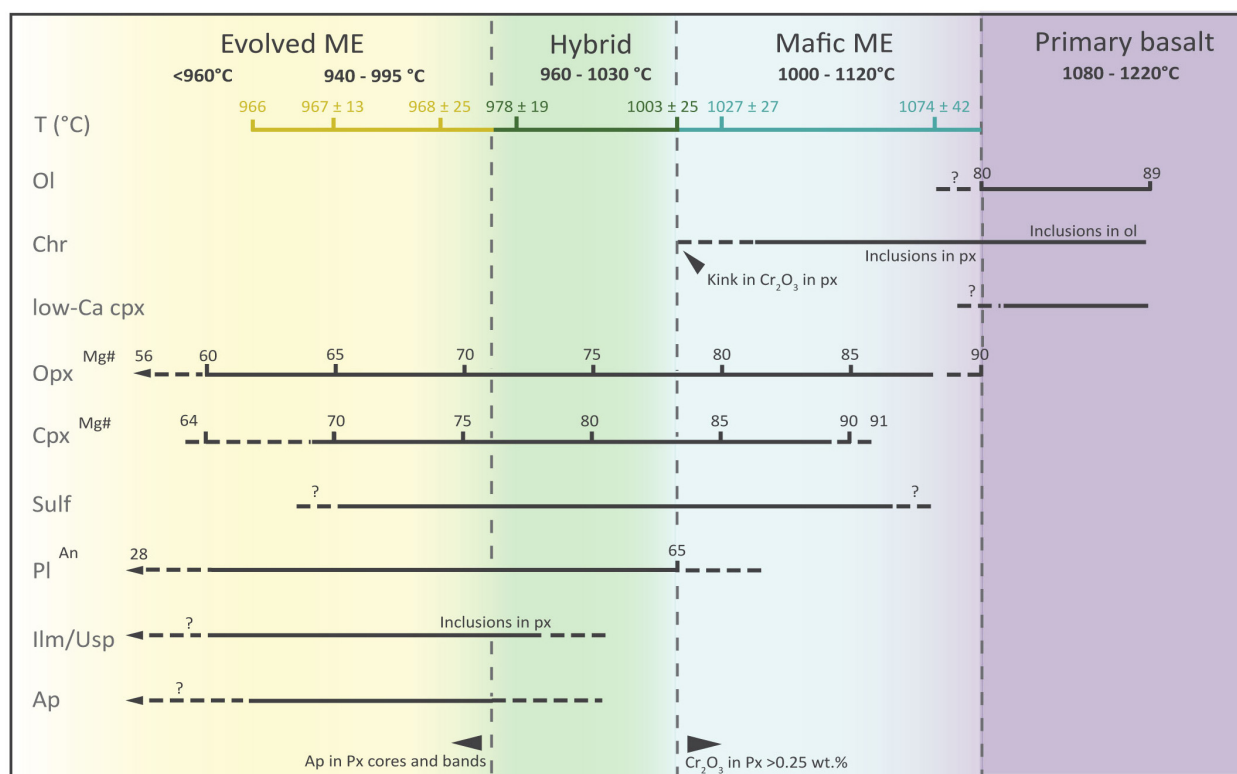 Evolved ME Hybrid Mafic ME Primary basalt
<960°C 940 - 995 °C 960 - 1030 °C 1000 - 1120°C 1080 - 1220°C
966 967 ± 13 968 ± 25 978 ± 19 1003 ± 25 1027 ± 27 1074 ± 42
T (°C)
? 80 89
Ol
Inclusions in ol
Chr
Inclusions in px
Kink in Cr₂O₃ in px
?
low-Ca cpx
Mg# 56 60 65 70 75 80 85 90
Opx
Mg# 64 70 75 80 85 90 91
Cpx
? ?
Sulf
An 28 65
Pl
? Inclusions in px
Ilm/Usp
?
Ap
Ap in Px cores and bands Cr₂O₃ in Px >0.25 wt.%